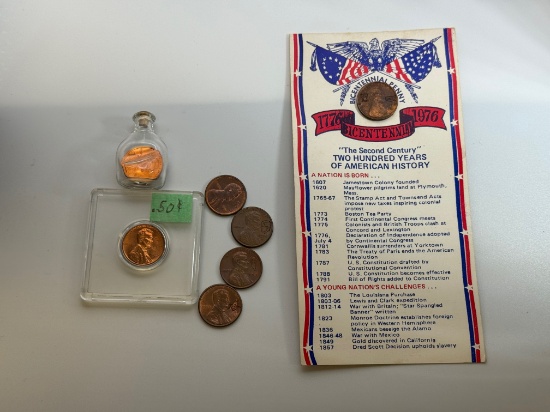 BICENTENNIAL PENNY
1776 1976
BICENTENNIAL
"The Second Century"
TWO HUNDRED YEARS
OF AMERICAN HISTORY
A NATION IS BORN . . .
1607 Jamestown Colony founded
1620 Mayflower pilgrims land at Plymouth,
Mass.
1765-67 The Stamp Act and Townsend Acts
impose new taxes inspiring colonial
protest
1773 Boston Tea Party
1774 First Continental Congress meets
1775 Colonists and British Troops clash at
Concord and Lexington
1776, Declaration of Independence adopted
July 4 by Continental Congress
1781 Cornwallis surrenders at Yorktown
1783 The Treaty of Paris ends the American
Revolution
1787 U. S. Constitution drafted by
Constitutional Convention
1788 U. S. Constitution becomes effective
1791 Bill of Rights added to Constitution
A YOUNG NATION'S CHALLENGES . . .
1803 The Louisiana Purchase
1803-06 Lewis and Clark expedition
1812-14 War with Britain; "Star Spangled
Banner" written
1823 Monroe Doctrine establishes foreign
policy in Western Hemisphere
1836 Mexicans besiege the Alamo
1846-48 War with Mexico
1849 Gold discovered in California
1857 Dred Scott Decision upholds slavery
.50¢